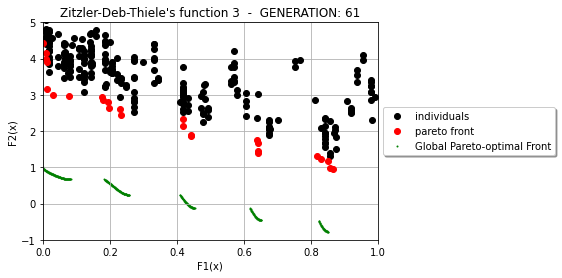 Zitzler-Deb-Thiele's function 3 - GENERATION: 61
5
4
3
2
1
0
−1
F2(x)
0.0 0.2 0.4 0.6 0.8 1.0
F1(x)
individuals
pareto front
Global Pareto-optimal Front